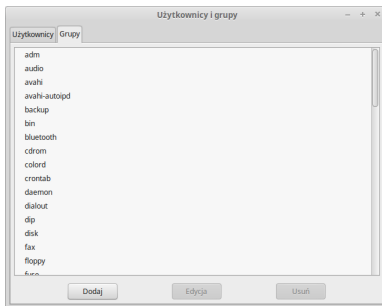 Użytkownicy i grupy
Użytkownicy Grupy
adm
audio
avahi
avahi-autoipd
backup
bin
bluetooth
cdrom
colord
crontab
daemon
dialout
dip
disk
fax
floppy
fuse
Dodaj Edycja Usuń